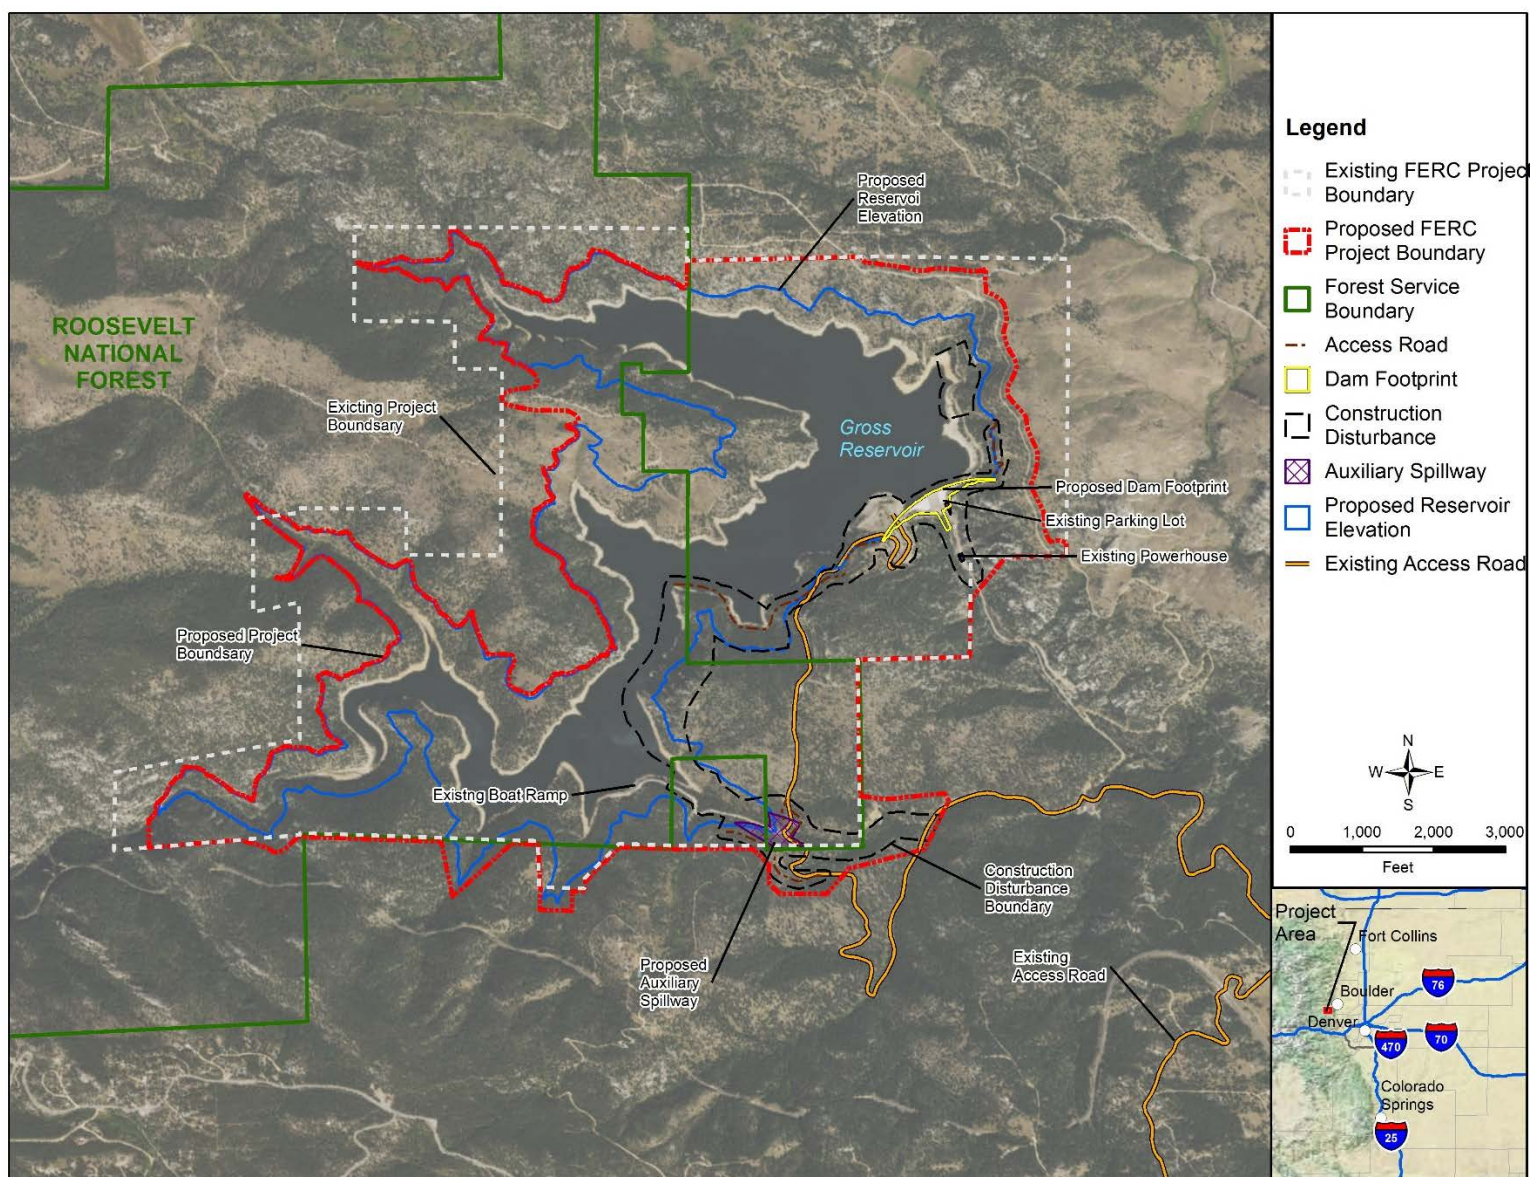 Proposed
Reservoi
Elevation
ROOSEVELT
NATIONAL
FOREST
Exicting Project
Boundsary
Gross
Reservoir
Proposed Dam Footprint
Existing Parking Lot
Existing Powerhouse
Proposed Project
Boundsary
Existng Boat Ramp
Construction
Disturbance
Boundary
Proposed
Auxiliary
Spillway
Existing
Access Road
Legend
Existing FERC Project
Boundary
Proposed FERC
Project Boundary
Forest Service
Boundary
Access Road
Dam Footprint
Construction
Disturbance
Auxiliary Spillway
Proposed Reservoir
Elevation
Existing Access Road
N
W E
S
0 1,000 2,000 3,000
Feet
Project
Area
Fort Collins
76
Boulder
Denver
470
70
Colorado
Springs
25